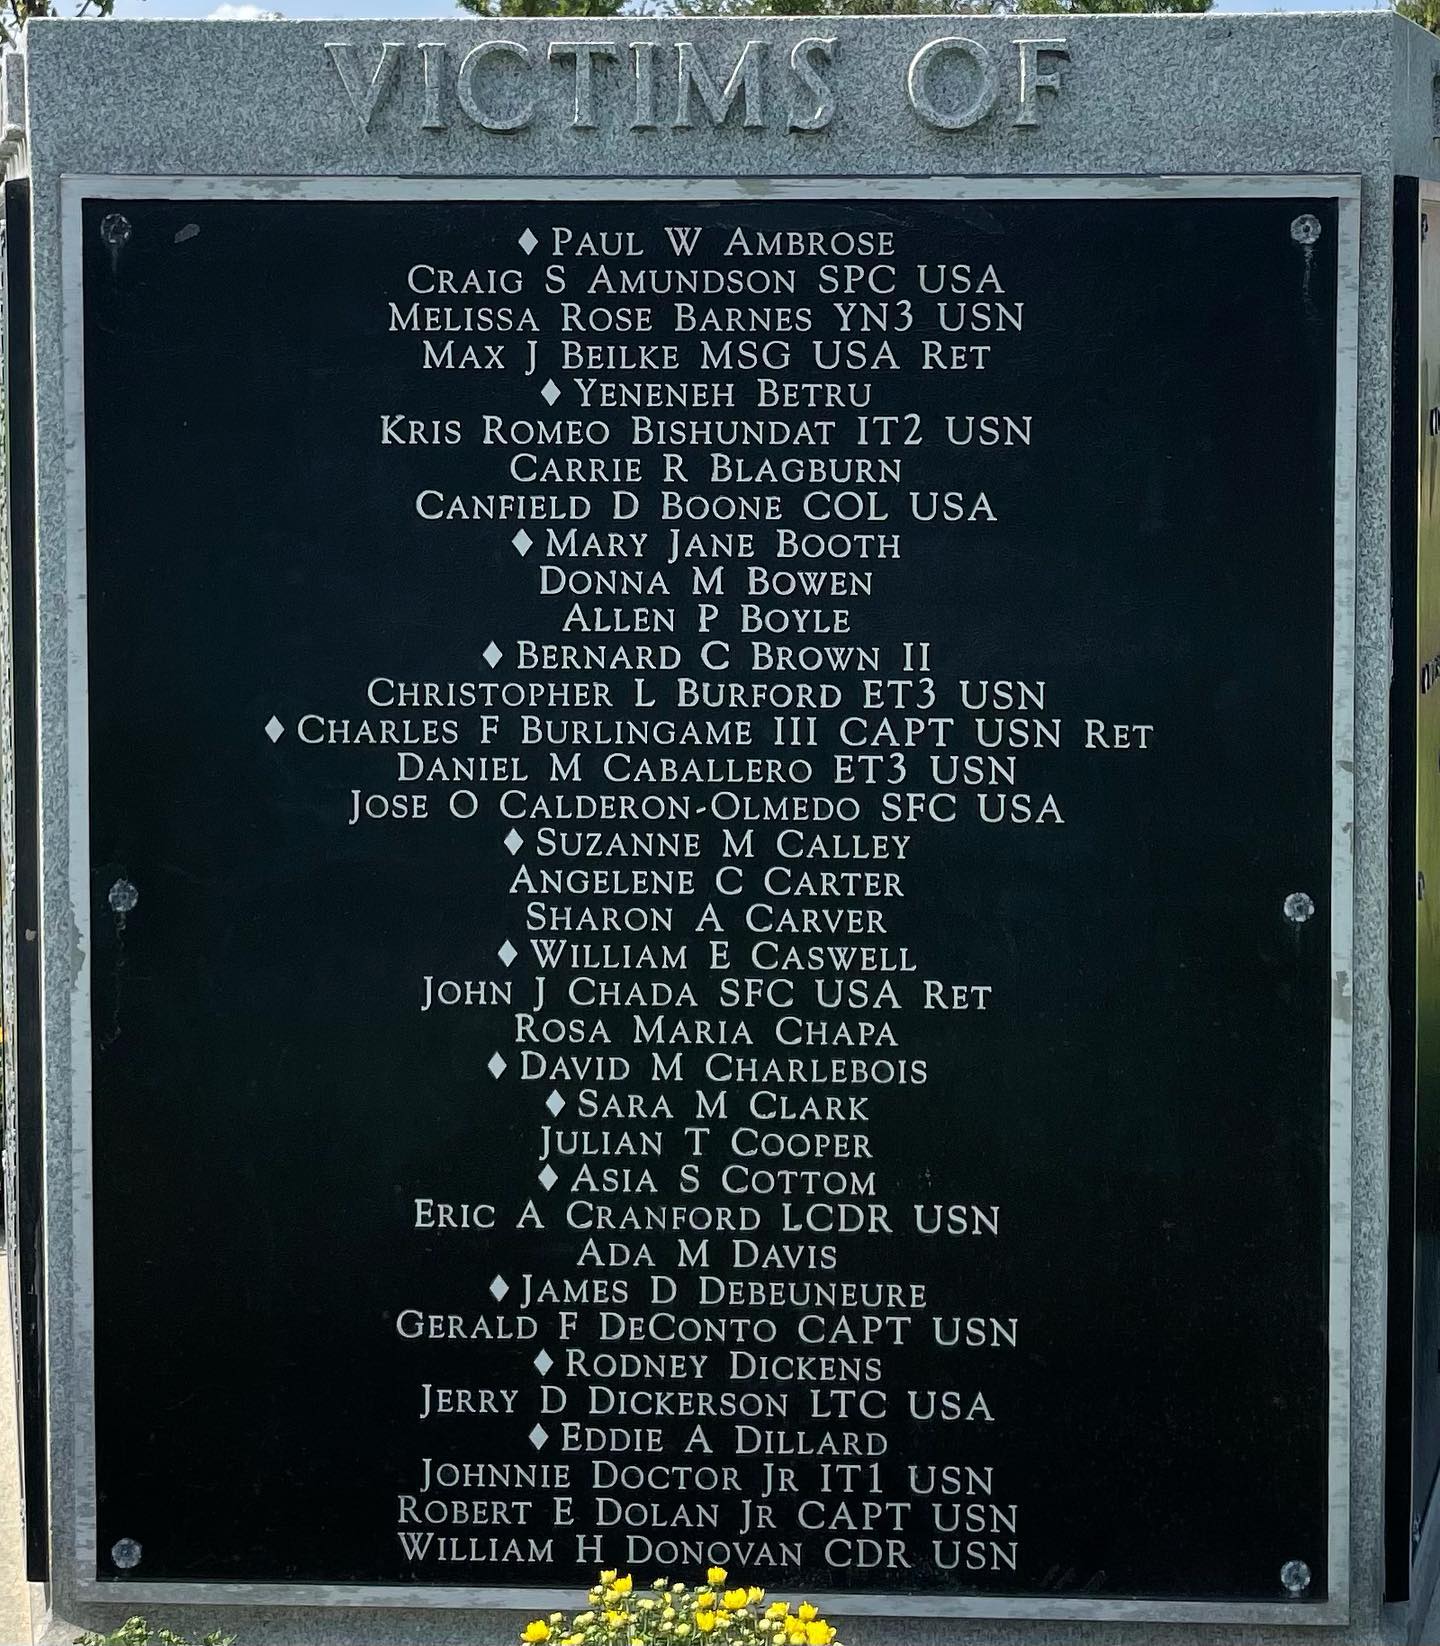 VICTIMS OF
♦ PAUL W AMBROSE
CRAIG S AMUNDSON SPC USA
MELISSA ROSE BARNES YN3 USN
MAX J BEILKE MSG USA RET
♦ YENENEH BETRU
KRIS ROMEO BISHUNDAT IT2 USN
CARRIE R BLAGBURN
CANFIELD D BOONE COL USA
♦ MARY JANE BOOTH
DONNA M BOWEN
ALLEN P BOYLE
♦ BERNARD C BROWN II
CHRISTOPHER L BURFORD ET3 USN
♦ CHARLES F BURLINGAME III CAPT USN RET
DANIEL M CABALLERO ET3 USN
JOSE O CALDERON-OLMEDO SFC USA
♦ SUZANNE M CALLEY
ANGELENE C CARTER
SHARON A CARVER
♦ WILLIAM E CASWELL
JOHN J CHADA SFC USA RET
ROSA MARIA CHAPA
♦ DAVID M CHARLEBOIS
♦ SARA M CLARK
JULIAN T COOPER
♦ ASIA S COTTOM
ERIC A CRANFORD LCDR USN
ADA M DAVIS
♦ JAMES D DEBEUNEURE
GERALD F DECONTO CAPT USN
♦ RODNEY DICKENS
JERRY D DICKERSON LTC USA
♦ EDDIE A DILLARD
JOHNNIE DOCTOR JR IT1 USN
ROBERT E DOLAN JR CAPT USN
WILLIAM H DONOVAN CDR USN